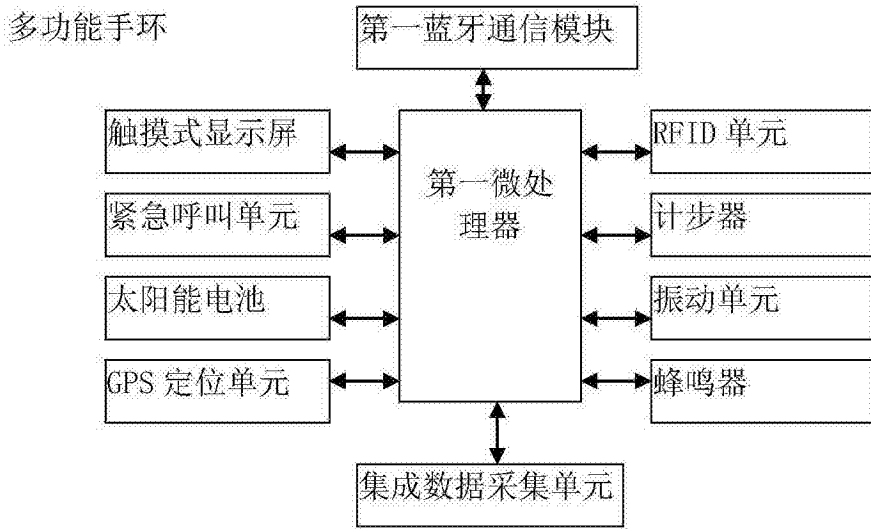 多功能手环
第一蓝牙通信模块
触摸式显示屏
紧急呼叫单元
太阳能电池
GPS 定位单元
第一微处
理器
RFID 单元
计步器
振动单元
蜂鸣器
集成数据采集单元